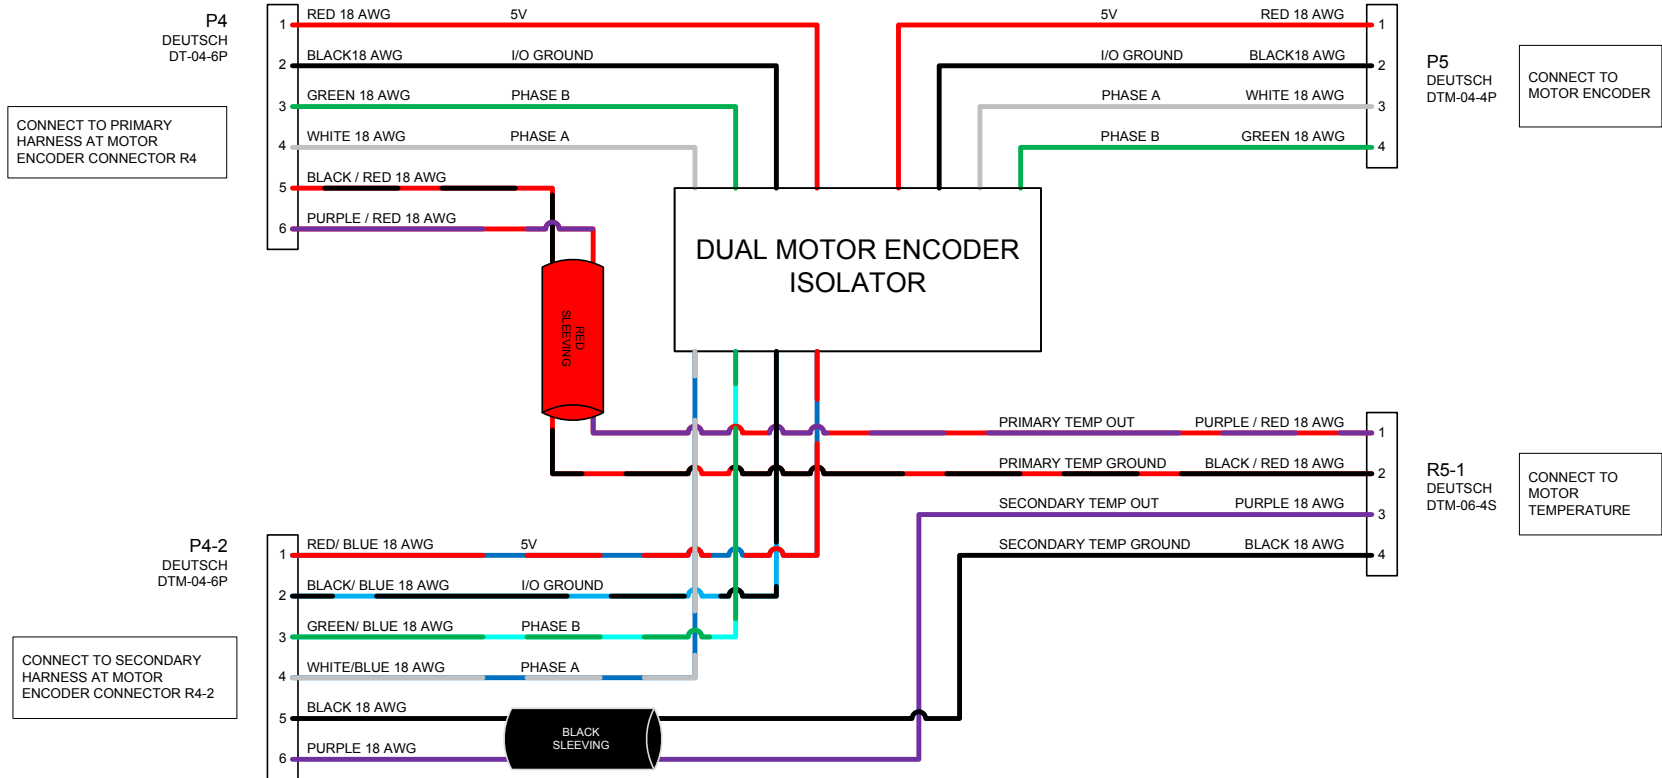 P4
DEUTSCH
DT-04-6P
CONNECT TO PRIMARY
HARNESS AT MOTOR
ENCODER CONNECTOR R4
1 RED 18 AWG 5V
2 BLACK18 AWG I/O GROUND
3 GREEN 18 AWG PHASE B
4 WHITE 18 AWG PHASE A
5 BLACK / RED 18 AWG
6 PURPLE / RED 18 AWG
5V RED 18 AWG 1
I/O GROUND BLACK18 AWG 2
PHASE A WHITE 18 AWG 3
PHASE B GREEN 18 AWG 4
P5
DEUTSCH
DTM-04-4P
CONNECT TO
MOTOR ENCODER
DUAL MOTOR ENCODER
ISOLATOR
RED
SLEEVING
PRIMARY TEMP OUT PURPLE / RED 18 AWG 1
PRIMARY TEMP GROUND BLACK / RED 18 AWG 2
SECONDARY TEMP OUT PURPLE 18 AWG 3
SECONDARY TEMP GROUND BLACK 18 AWG 4
R5-1
DEUTSCH
DTM-06-4S
CONNECT TO
MOTOR
TEMPERATURE
P4-2
DEUTSCH
DTM-04-6P
CONNECT TO SECONDARY
HARNESS AT MOTOR
ENCODER CONNECTOR R4-2
1 RED/ BLUE 18 AWG 5V
2 BLACK/ BLUE 18 AWG I/O GROUND
3 GREEN/ BLUE 18 AWG PHASE B
4 WHITE/BLUE 18 AWG PHASE A
5 BLACK 18 AWG
6 PURPLE 18 AWG
BLACK
SLEEVING